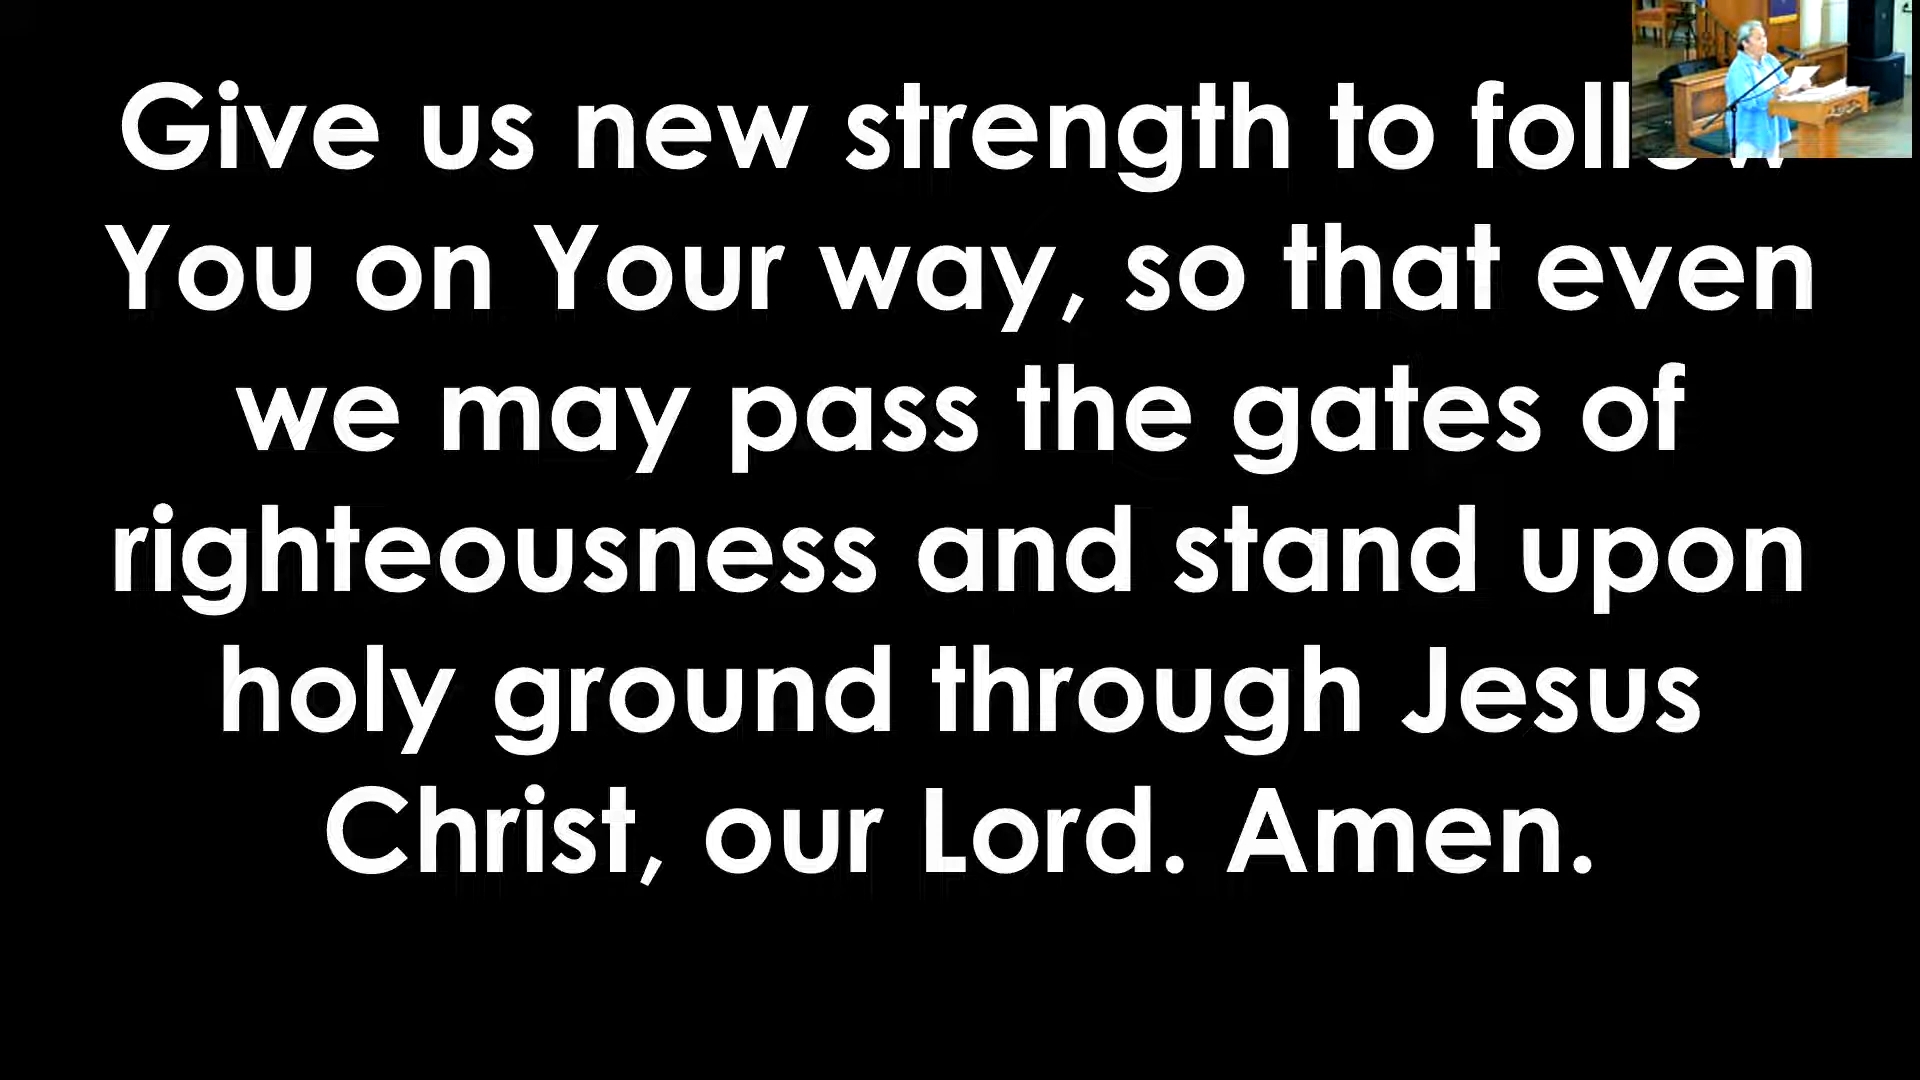 Give us new strength to follow
You on Your way, so that even
we may pass the gates of
righteousness and stand upon
holy ground through Jesus
Christ, our Lord. Amen.